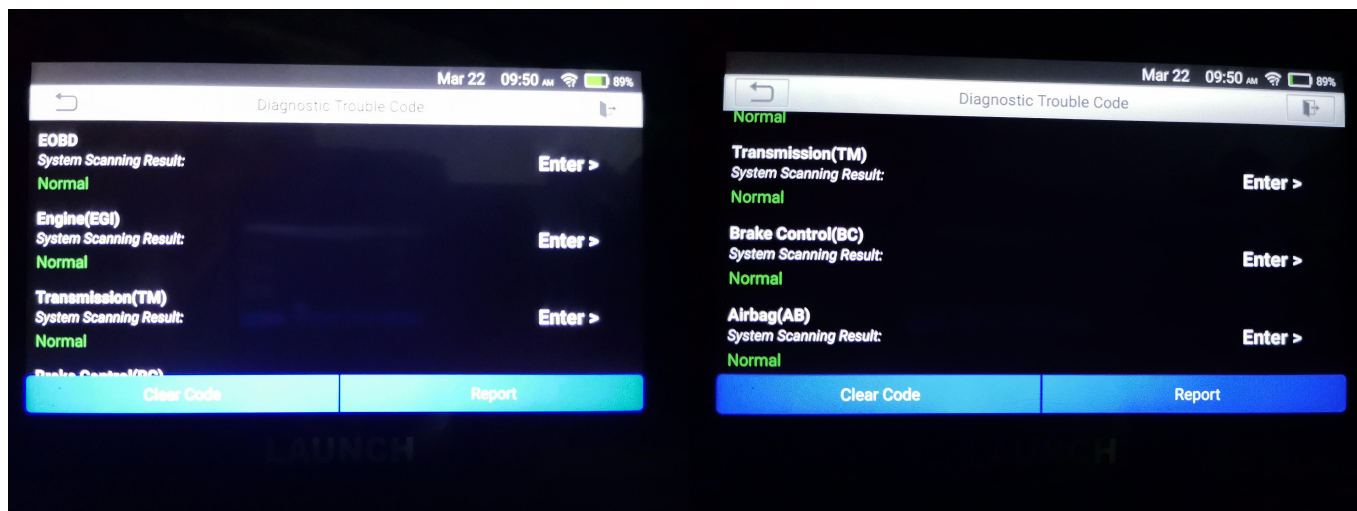 Mar 22 09:50 AM 89%
Diagnostic Trouble Code
EOBD
System Scanning Result:
Enter >
Normal
Engine(EGI)
System Scanning Result:
Enter >
Normal
Transmission(TM)
System Scanning Result:
Enter >
Normal
Brake Control(BC)
Clear Code
Report
LAUNCH
Mar 22 09:50 AM 89%
Diagnostic Trouble Code
Normal
Transmission(TM)
System Scanning Result:
Enter >
Normal
Brake Control(BC)
System Scanning Result:
Enter >
Normal
Airbag(AB)
System Scanning Result:
Enter >
Normal
Clear Code
Report
LAUNCH